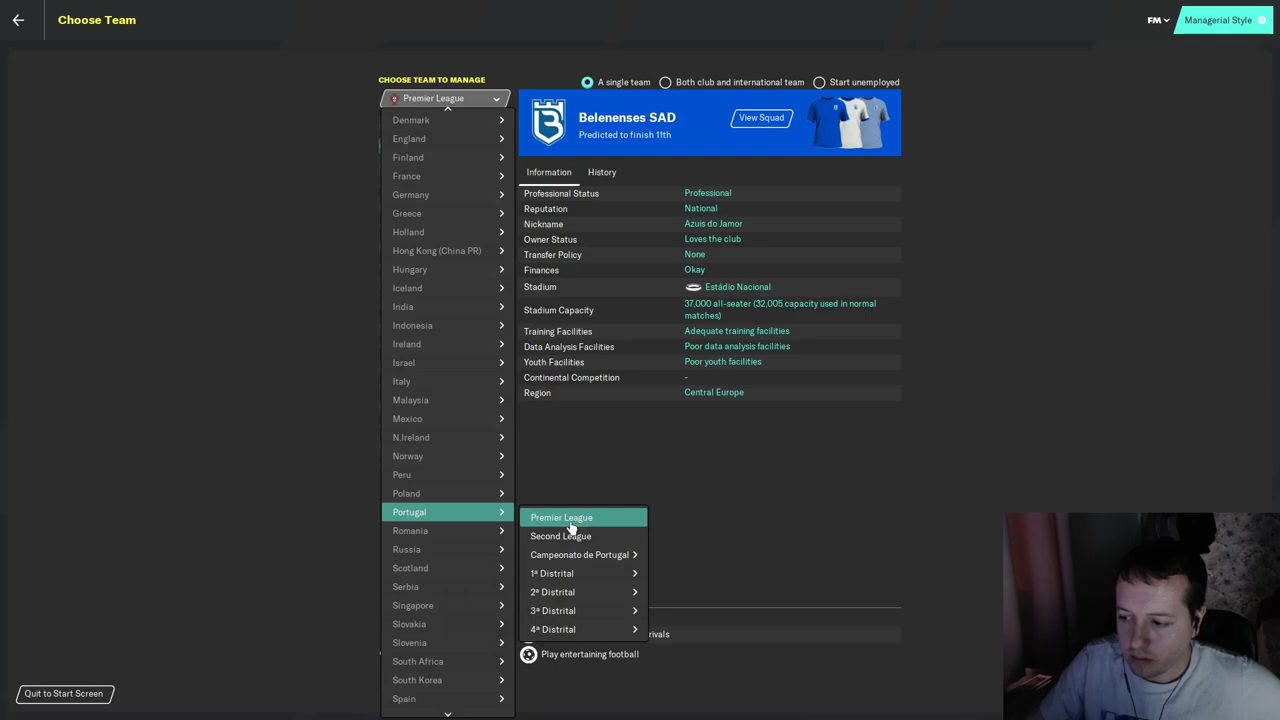 Choose Team
FM
Managerial Style
CHOOSE TEAM TO MANAGE
A single team
Both club and international team
Start unemployed
Premier League
Denmark
England
Finland
France
Germany
Greece
Holland
Hong Kong (China PR)
Hungary
Iceland
India
Indonesia
Ireland
Israel
Italy
Malaysia
Mexico
N.Ireland
Norway
Peru
Poland
Portugal
Romania
Russia
Scotland
Serbia
Singapore
Slovakia
Slovenia
South Africa
South Korea
Spain
Premier League
Second League
Campeonato de Portugal
1ª Distrital
2ª Distrital
3ª Distrital
4ª Distrital
Belenenses SAD
Predicted to finish 11th
View Squad
Information
History
Professional Status Professional
Reputation National
Nickname Azuis do Jamor
Owner Status Loves the club
Transfer Policy None
Finances Okay
Stadium Estádio Nacional
Stadium Capacity 37,000 all-seater (32,005 capacity used in normal
matches)
Training Facilities Adequate training facilities
Data Analysis Facilities Poor data analysis facilities
Youth Facilities Poor youth facilities
Continental Competition -
Region Central Europe
rivals
Play entertaining football
Quit to Start Screen